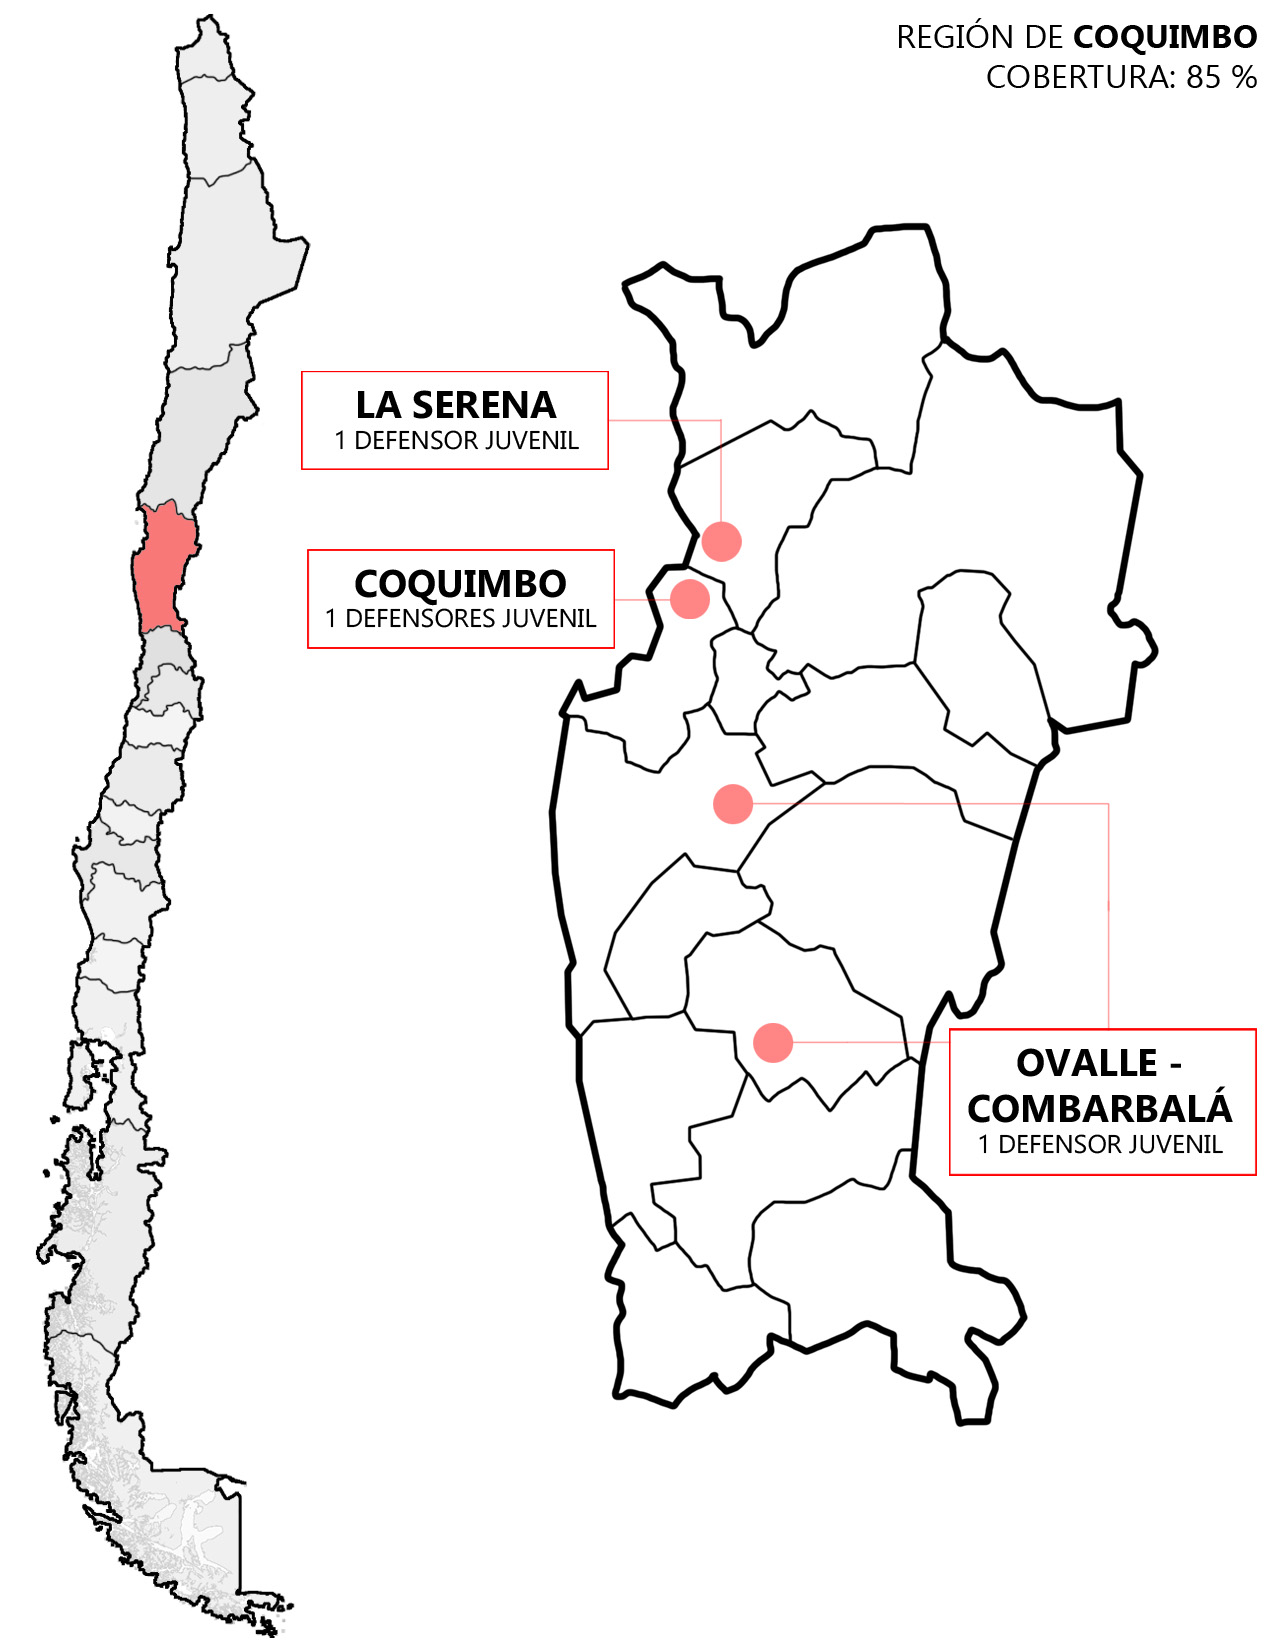 REGIÓN DE COQUIMBO
COBERTURA: 85 %
LA SERENA
1 DEFENSOR JUVENIL
COQUIMBO
1 DEFENSORES JUVENIL
OVALLE -
COMBARBALÁ
1 DEFENSOR JUVENIL